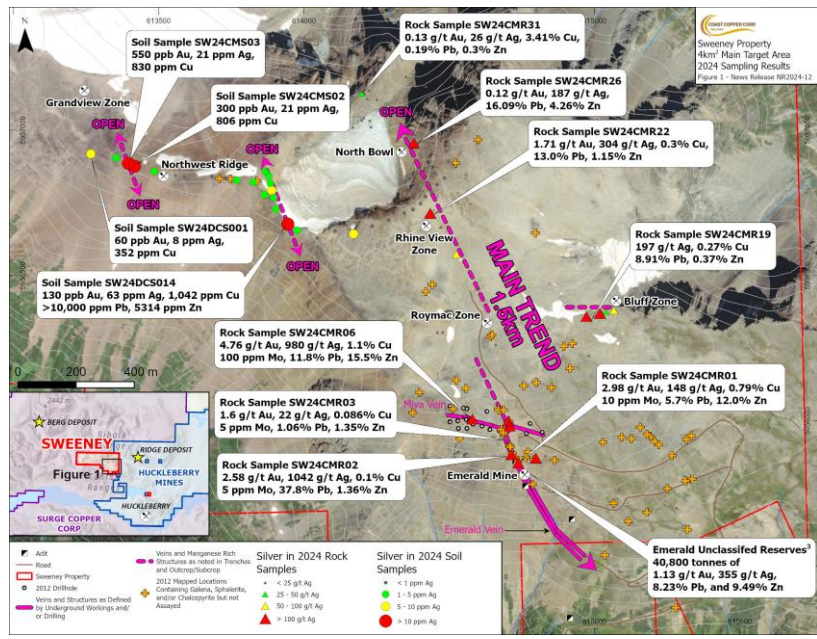 613500
614000
615000
COAST COPPER CORP
Sweeney Property
4km² Main Target Area
2024 Sampling Results
Figure 1 - News Release NR2024-12
Soil Sample SW24CMS03
550 ppb Au, 21 ppm Ag,
830 ppm Cu
Rock Sample SW24CMR31
0.13 g/t Au, 26 g/t Ag, 3.41% Cu,
0.19% Pb, 0.3% Zn
Grandview Zone
Soil Sample SW24CMS02
300 ppb Au, 21 ppm Ag,
806 ppm Cu
Rock Sample SW24CMR26
0.12 g/t Au, 187 g/t Ag,
16.09% Pb, 4.26% Zn
OPEN
OPEN
Rock Sample SW24CMR22
1.71 g/t Au, 304 g/t Ag, 0.3% Cu,
13.0% Pb, 1.15% Zn
North Bowl
Northwest Ridge
OPEN
OPEN
Soil Sample SW24DCS001
60 ppb Au, 8 ppm Ag,
352 ppm Cu
Rhine View
Zone
Rock Sample SW24CMR19
197 g/t Ag, 0.27% Cu
8.91% Pb, 0.37% Zn
OPEN
Soil Sample SW24DCS014
130 ppb Au, 63 ppm Ag, 1,042 ppm Cu
>10,000 ppm Pb, 5314 ppm Zn
MAIN TREND
1.5km
Bluff Zone
Roymac Zone
Rock Sample SW24CMR06
4.76 g/t Au, 980 g/t Ag, 1.1% Cu
100 ppm Mo, 11.8% Pb, 15.5% Zn
0 200 400 m
Rock Sample SW24CMR01
2.98 g/t Au, 148 g/t Ag, 0.79% Cu
10 ppm Mo, 5.7% Pb, 12.0% Zn
Rock Sample SW24CMR03
1.6 g/t Au, 22 g/t Ag, 0.086% Cu
5 ppm Mo, 1.06% Pb, 1.35% Zn
Miya Vein
2442 m
BERG DEPOSIT
SWEENEY
RIDGE DEPOSIT
Figure 1
HUCKLEBERRY
MINES
HUCKLEBERRY
SURGE COPPER
CORP.
Rock Sample SW24CMR02
2.58 g/t Au, 1042 g/t Ag, 0.1% Cu
5 ppm Mo, 37.8% Pb, 1.36% Zn
Emerald Mine
Emerald Vein
Emerald Unclassifed Reserves³
40,800 tonnes of
1.13 g/t Au, 355 g/t Ag,
8.23% Pb, and 9.49% Zn
Adit
Road
Sweeney Property
2012 Drillhole
Veins and Structures as Defined
by Underground Workings and/
or Drilling
Veins and Manganese Rich
Structures as noted in Trenches
and Outcrop/Subcrop
2012 Mapped Locations
Containing Galena, Sphalerite,
and/or Chalcopyrite but not
Assayed
Silver in 2024 Rock
Samples
< 25 g/t Ag
25 - 50 g/t Ag
50 - 100 g/t Ag
> 100 g/t Ag
Silver in 2024 Soil
Samples
< 1 ppm Ag
1 - 5 ppm Ag
5 - 10 ppm Ag
> 10 ppm Ag
615000